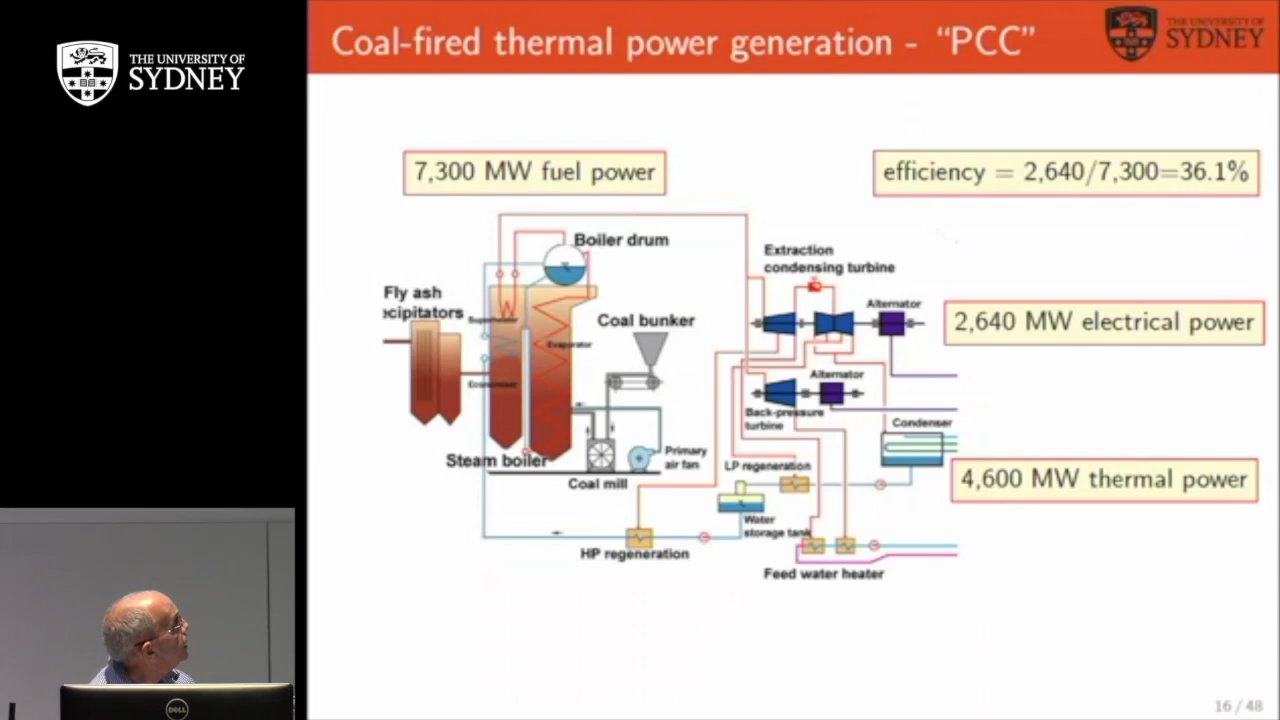 THE UNIVERSITY OF
SYDNEY
Coal-fired thermal power generation - “PCC”
THE UNIVERSITY OF
SYDNEY
7,300 MW fuel power
efficiency = 2,640/7,300=36.1%
Boiler drum
Extraction
condensing turbine
Fly ash
cipitators
Superheater
Coal bunker
Alternator
2,640 MW electrical power
Evaporator
Economiser
Alternator
Back-pressure
turbine
Condenser
Steam boiler
Primary
air fan
Coal mill
LP regeneration
4,600 MW thermal power
Water
storage tank
HP regeneration
Feed water heater
DELL
16 / 48